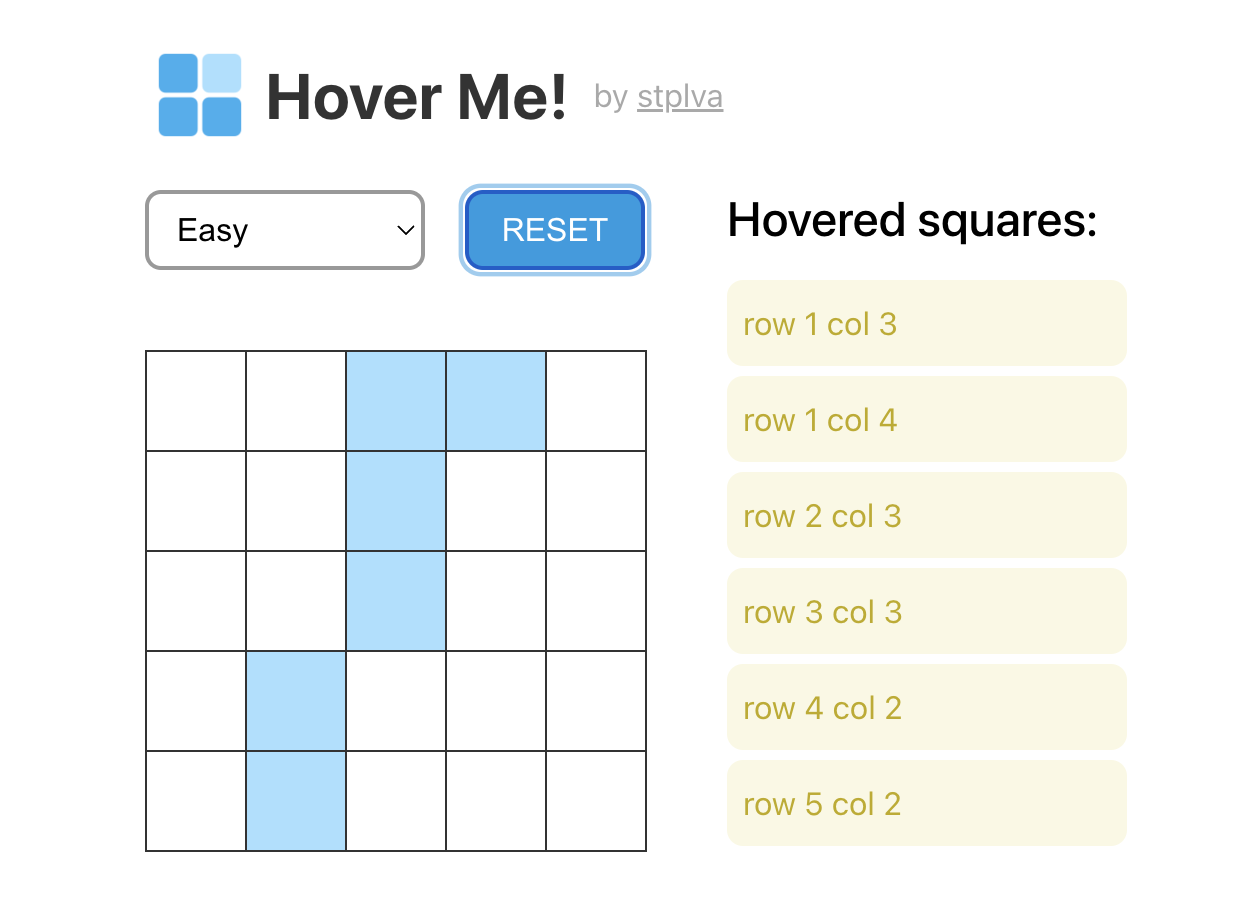 Hover Me! by stplva
Easy
RESET
Hovered squares:
row 1 col 3
row 1 col 4
row 2 col 3
row 3 col 3
row 4 col 2
row 5 col 2